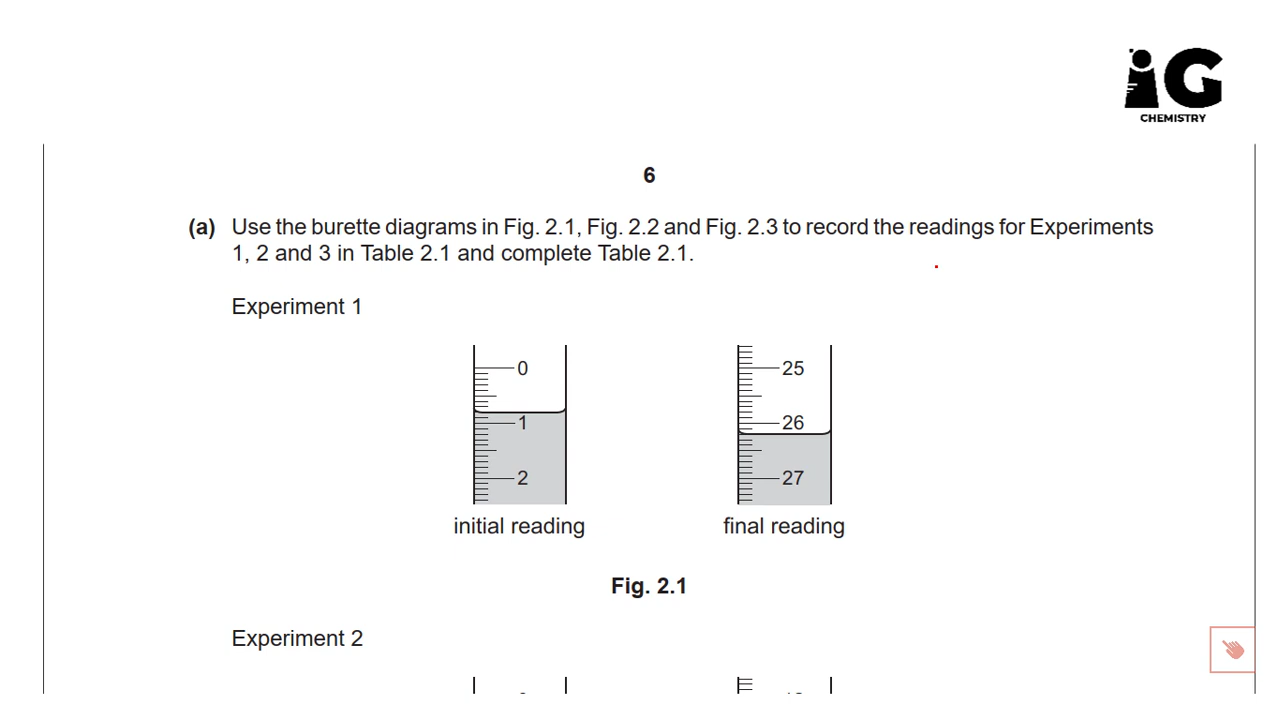 iG
CHEMISTRY
6
(a) Use the burette diagrams in Fig. 2.1, Fig. 2.2 and Fig. 2.3 to record the readings for Experiments
1, 2 and 3 in Table 2.1 and complete Table 2.1.
Experiment 1
0
1
2
initial reading
25
26
27
final reading
Fig. 2.1
Experiment 2